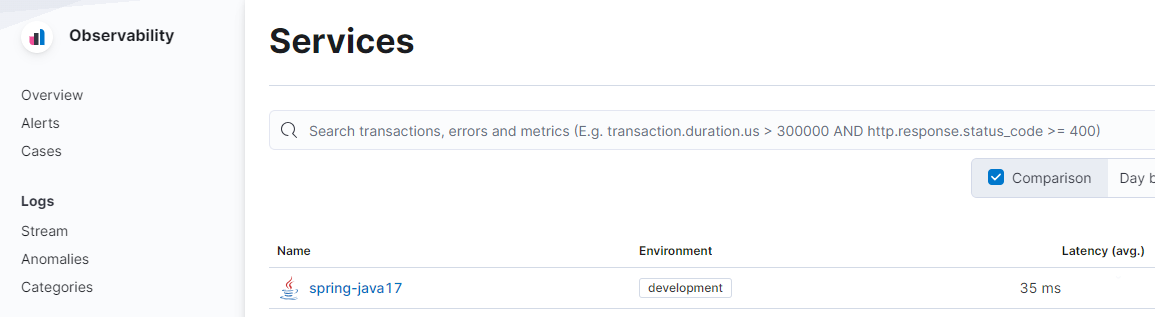 Observability
Overview
Alerts
Cases
Logs
Stream
Anomalies
Categories
Services
Search transactions, errors and metrics (E.g. transaction.duration.us > 300000 AND http.response.status_code >= 400)
Comparison Day b
Name Environment Latency (avg.)
spring-java17 development 35 ms